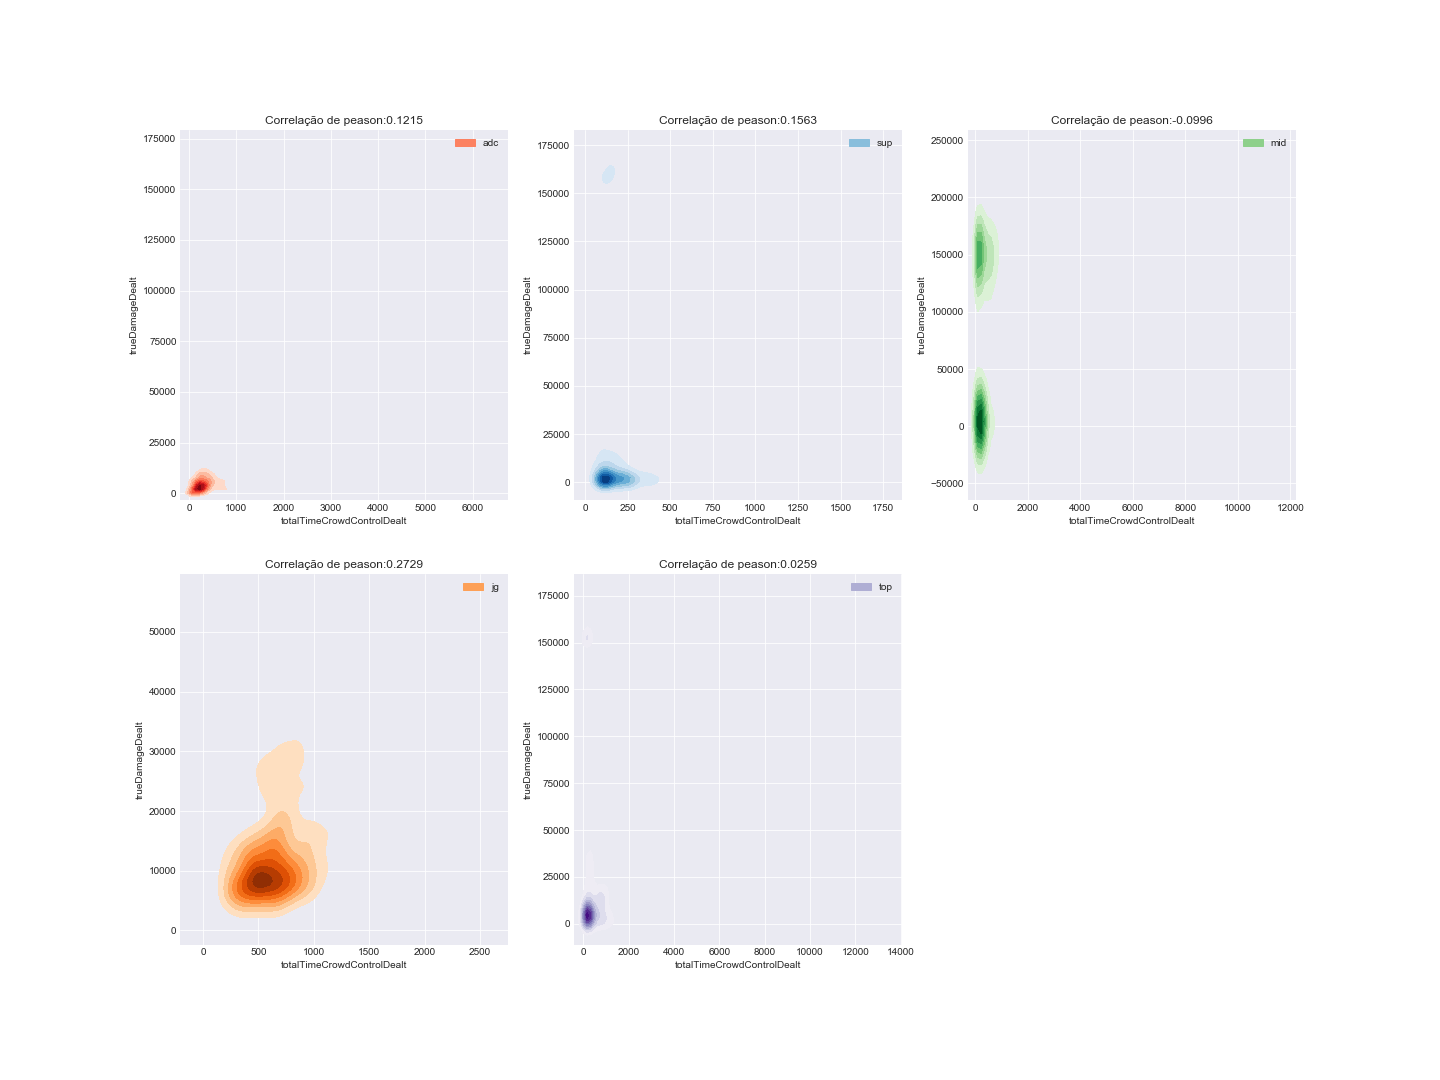 Correlação de peason:0.1215
adc
175000
150000
125000
100000
75000
50000
25000
0
trueDamageDealt
0 1000 2000 3000 4000 5000 6000
totalTimeCrowdControlDealt
Correlação de peason:0.1563
sup
175000
150000
125000
100000
75000
50000
25000
0
trueDamageDealt
0 250 500 750 1000 1250 1500 1750
totalTimeCrowdControlDealt
Correlação de peason:-0.0996
mid
250000
200000
150000
100000
50000
0
−50000
trueDamageDealt
0 2000 4000 6000 8000 10000 12000
totalTimeCrowdControlDealt
Correlação de peason:0.2729
jg
50000
40000
30000
20000
10000
0
trueDamageDealt
0 500 1000 1500 2000 2500
totalTimeCrowdControlDealt
Correlação de peason:0.0259
top
175000
150000
125000
100000
75000
50000
25000
0
trueDamageDealt
0 2000 4000 6000 8000 10000 12000 14000
totalTimeCrowdControlDealt